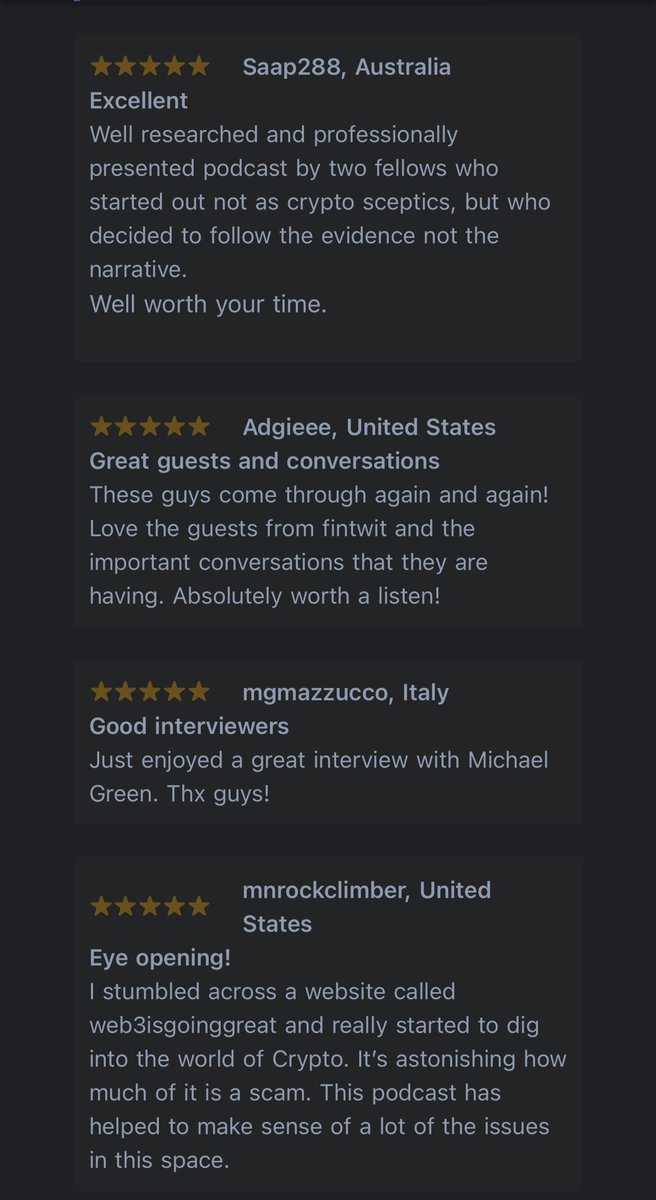 ★★★★★ Saap288, Australia
Excellent
Well researched and professionally
presented podcast by two fellows who
started out not as crypto sceptics, but who
decided to follow the evidence not the
narrative.
Well worth your time.
★★★★★ Adgieee, United States
Great guests and conversations
These guys come through again and again!
Love the guests from fintwit and the
important conversations that they are
having. Absolutely worth a listen!
★★★★★ mgmazzucco, Italy
Good interviewers
Just enjoyed a great interview with Michael
Green. Thx guys!
★★★★★ mnrockclimber, United
States
Eye opening!
I stumbled across a website called
web3isgoinggreat and really started to dig
into the world of Crypto. It’s astonishing how
much of it is a scam. This podcast has
helped to make sense of a lot of the issues
in this space.